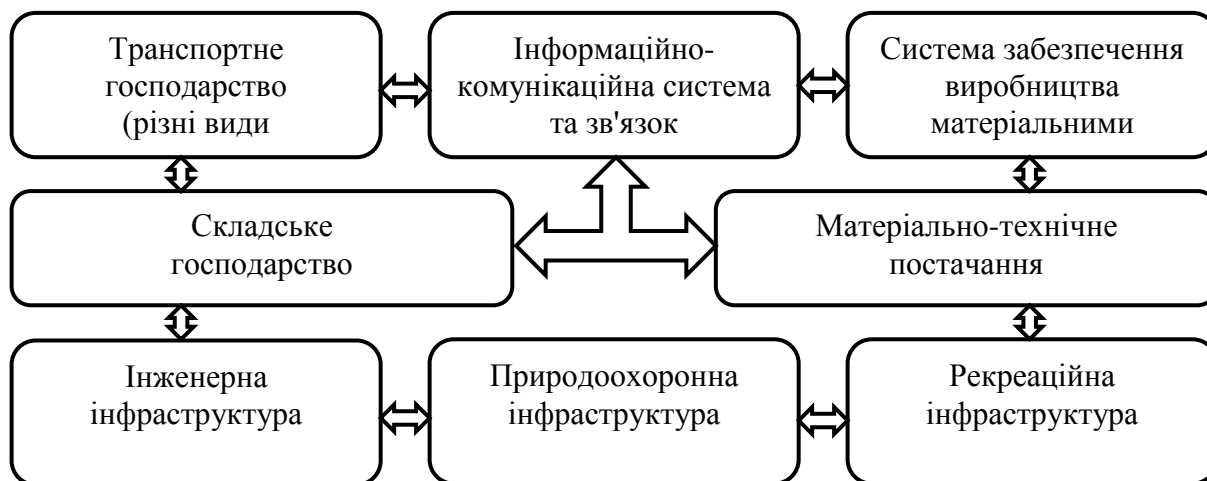 Транспортне
господарство
(різні види
Інформаційно-
комунікаційна система
та зв'язок
Система забезпечення
виробництва
матеріальними
Складське
господарство
Матеріально-технічне
постачання
Інженерна
інфраструктура
Природоохоронна
інфраструктура
Рекреаційна
інфраструктура